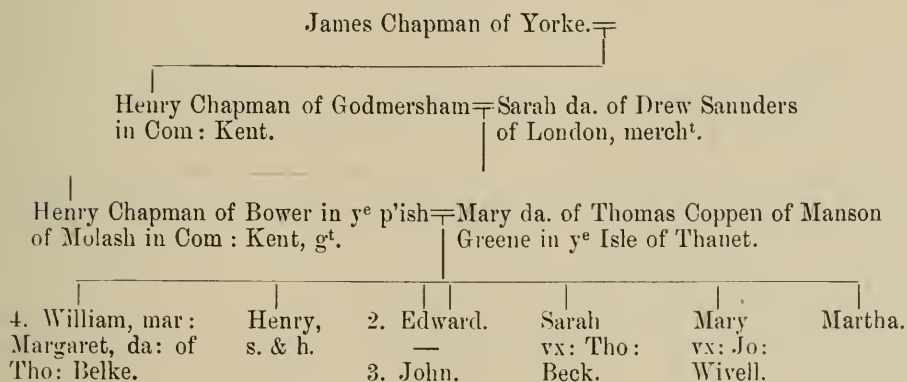 James Chapman of Yorke.
Henry Chapman of Godmersham
in Com : Kent.
Sarah da. of Drew Saunders
of London, mercht.
Henry Chapman of Bower in ye p'ish
of Molash in Com : Kent, gt.
Mary da. of Thomas Coppen of Manson
Greene in ye Isle of Thanet.
4. William, mar :
Margaret, da: of
Tho: Belke.
Henry,
s. & h.
2. Edward.
—
3. John.
Sarah
vx: Tho:
Beck.
Mary
vx: Jo:
Wivell.
Martha.